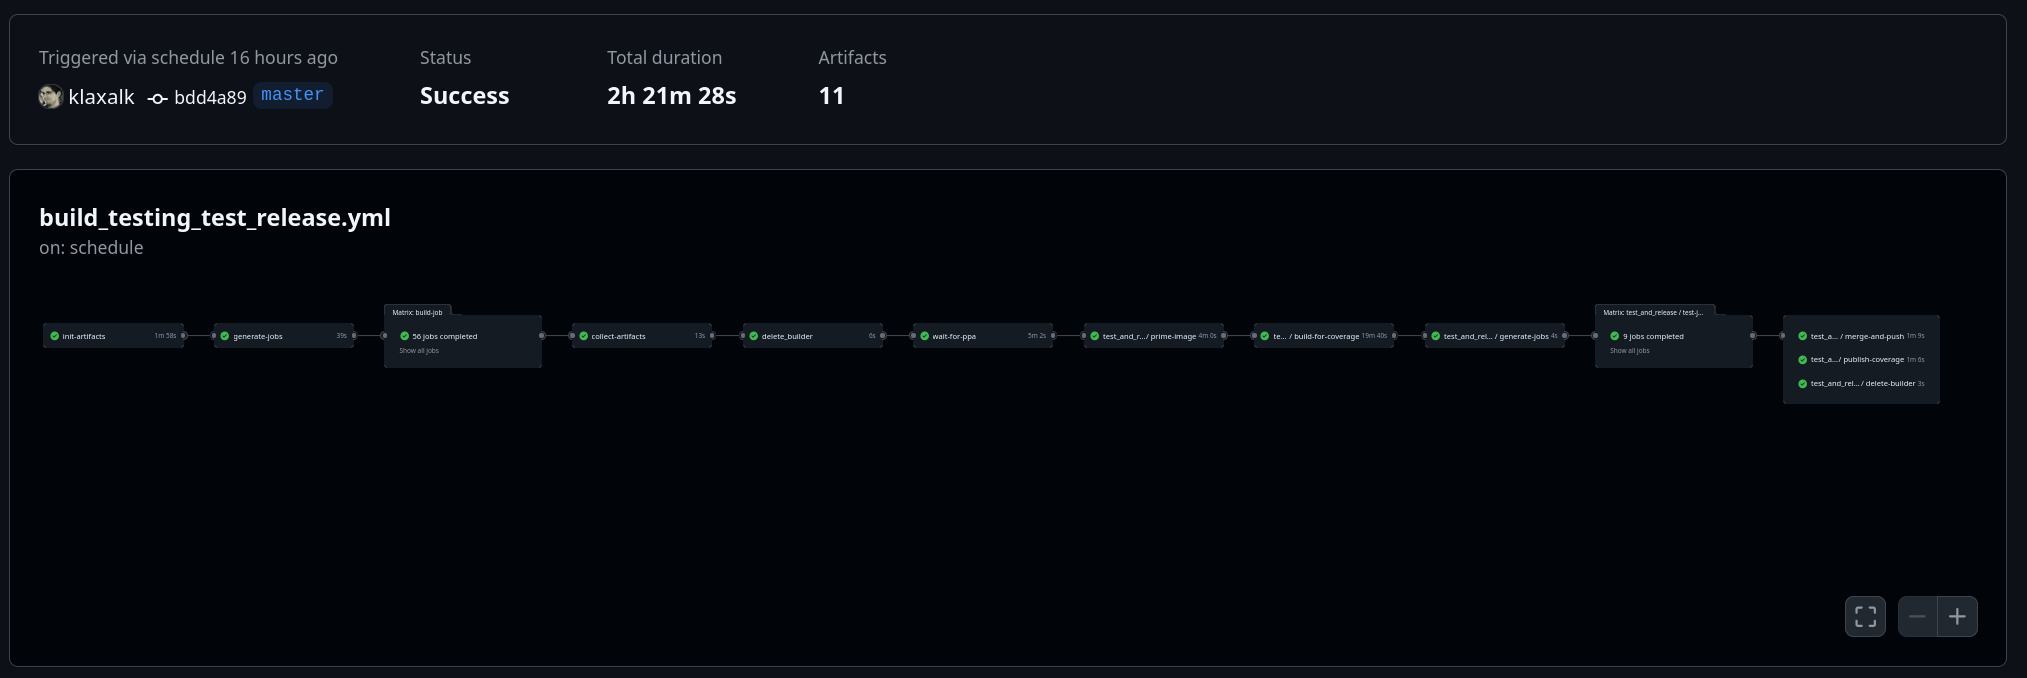 Triggered via schedule 16 hours ago
klaxalk bdd4a89 master
Status
Success
Total duration
2h 21m 28s
Artifacts
11
build_testing_test_release.yml
on: schedule
init-artifacts 1m 58s
generate-jobs 39s
Matrix: build-job
56 jobs completed
Show all jobs
collect-artifacts 13s
delete_builder 6s
wait-for-ppa 5m 2s
test_and_r.../ prime-image 4m 0s
te... / build-for-coverage 19m 40s
test_and_rel... / generate-jobs 4s
Matrix: test_and_release / test-j...
9 jobs completed
Show all jobs
test_a... / merge-and-push 1m 9s
test_a.../ publish-coverage 1m 6s
test_and_rel... / delete-builder 3s